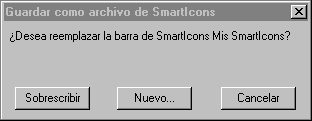 Guardar como archivo de SmartIcons
¿Desea reemplazar la barra de SmartIcons Mis SmartIcons?
Sobrescribir Nuevo... Cancelar